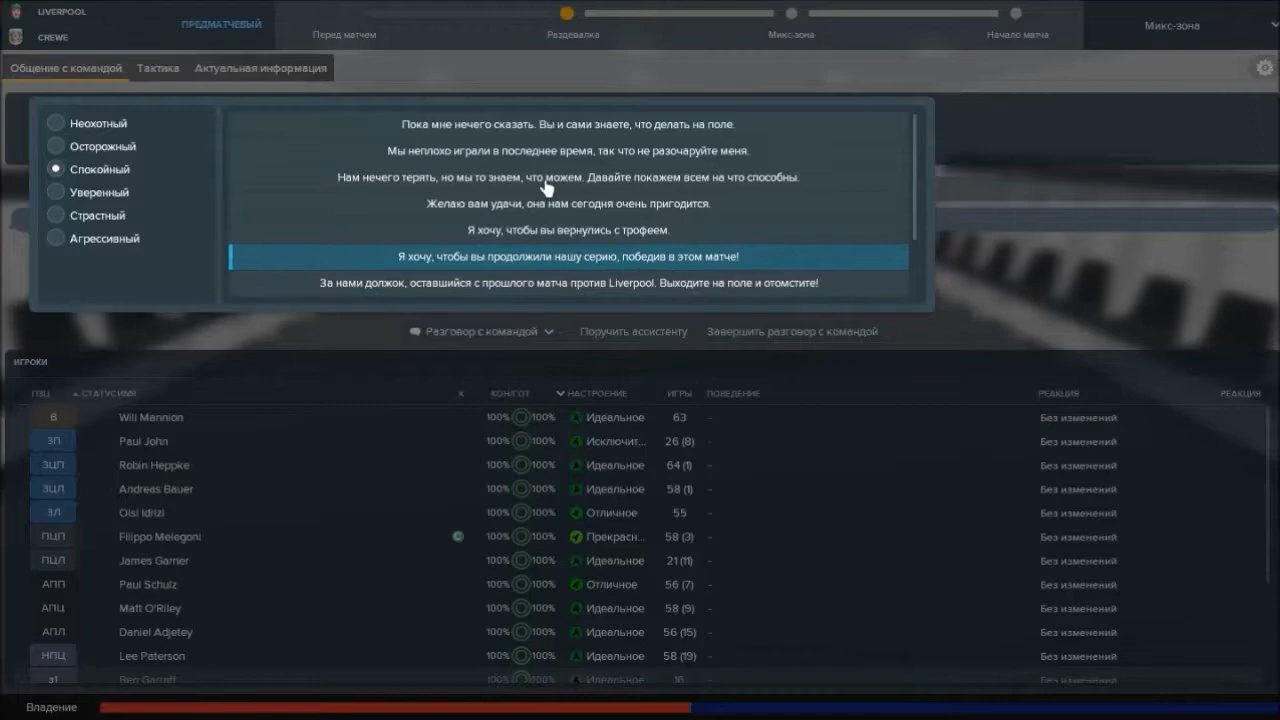 LIVERPOOL
CREWE
ПРЕДМАТЧЕВЫЙ
Перед матчем
Раздевалка
Микс-зона
Начало матча
Микс-зона
Общение с командой Тактика Актуальная информация
Неохотный
Осторожный
Спокойный
Уверенный
Страстный
Агрессивный
Пока мне нечего сказать. Вы и сами знаете, что делать на поле.
Мы неплохо играли в последнее время, так что не разочаруйте меня.
Нам нечего терять, но мы то знаем, что можем. Давайте покажем всем на что способны.
Желаю вам удачи, она нам сегодня очень пригодится.
Я хочу, чтобы вы вернулись с трофеем.
Я хочу, чтобы вы продолжили нашу серию, победив в этом матче!
За нами должок, оставшийся с прошлого матча против Liverpool. Выходите на поле и отомстите!
Разговор с командой Поручить ассистенту Завершить разговор с командой
ИГРОКИ
ПЗЦ СТАТУС ИМЯ К КОН/ГОТ НАСТРОЕНИЕ ИГРЫ ПОВЕДЕНИЕ РЕАКЦИЯ РЕАКЦИЯ
В Will Mannion 100% 100% Идеальное 63 - Без изменений
ЗП Paul John 100% 100% Исключит... 26 (8) - Без изменений
ЗЦП Robin Heppke 100% 100% Идеальное 64 (1) - Без изменений
ЗЦЛ Andreas Bauer 100% 100% Идеальное 58 (1) - Без изменений
ЗЛ Olsi Idrizi 100% 100% Отличное 55 - Без изменений
ПЦП Filippo Melegoni C 100% 100% Прекрасн... 58 (3) - Без изменений
ПЦЛ James Garner 100% 100% Идеальное 21 (11) - Без изменений
АПП Paul Schulz 100% 100% Отличное 56 (7) - Без изменений
АПЦ Matt O'Riley 100% 100% Идеальное 58 (9) - Без изменений
АПЛ Daniel Adjetey 100% 100% Идеальное 56 (15) - Без изменений
НПЦ Lee Paterson 100% 100% Идеальное 58 (19) - Без изменений
з1 Ben Garratt 100% 100% Идеальное 16 - Без изменений
Владение